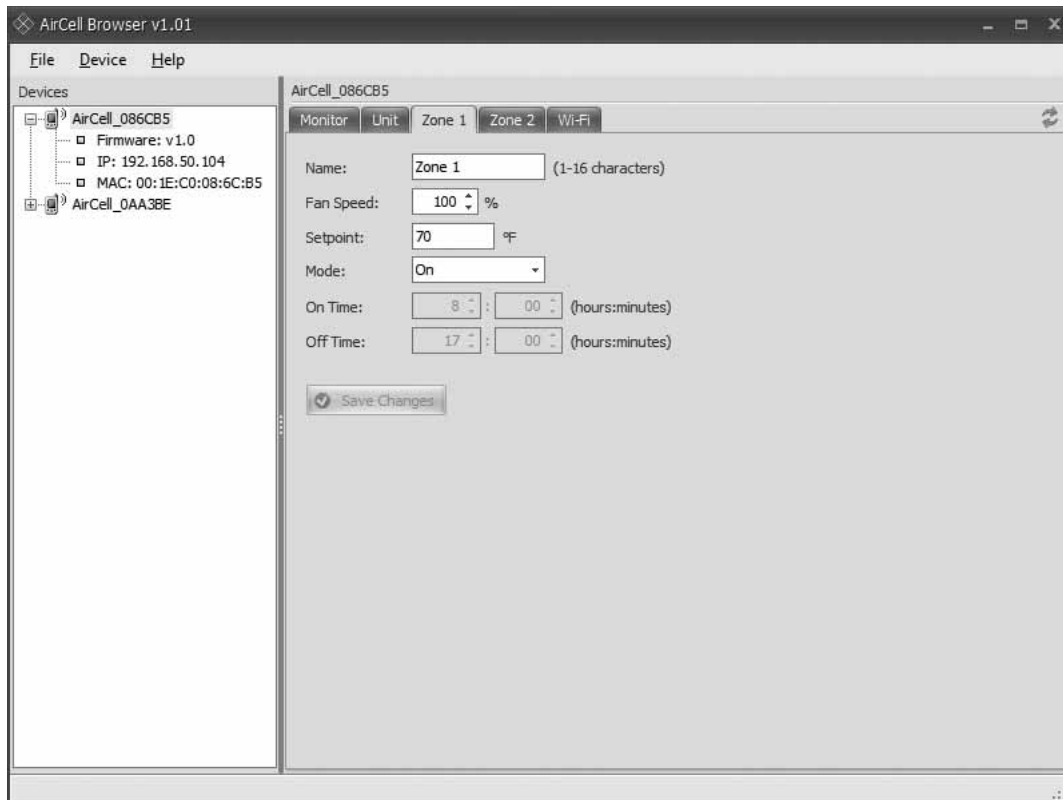 AirCell Browser v1.01
File Device Help
Devices
AirCell_086CB5
Firmware: v1.0
IP: 192.168.50.104
MAC: 00:1E:C0:08:6C:B5
AirCell_0AA3BE
AirCell_086CB5
Monitor Unit Zone 1 Zone 2 Wi-Fi
Name: Zone 1 (1-16 characters)
Fan Speed: 100 %
Setpoint: 70 ºF
Mode: On
On Time: 8 : 00 (hours:minutes)
Off Time: 17 : 00 (hours:minutes)
Save Changes